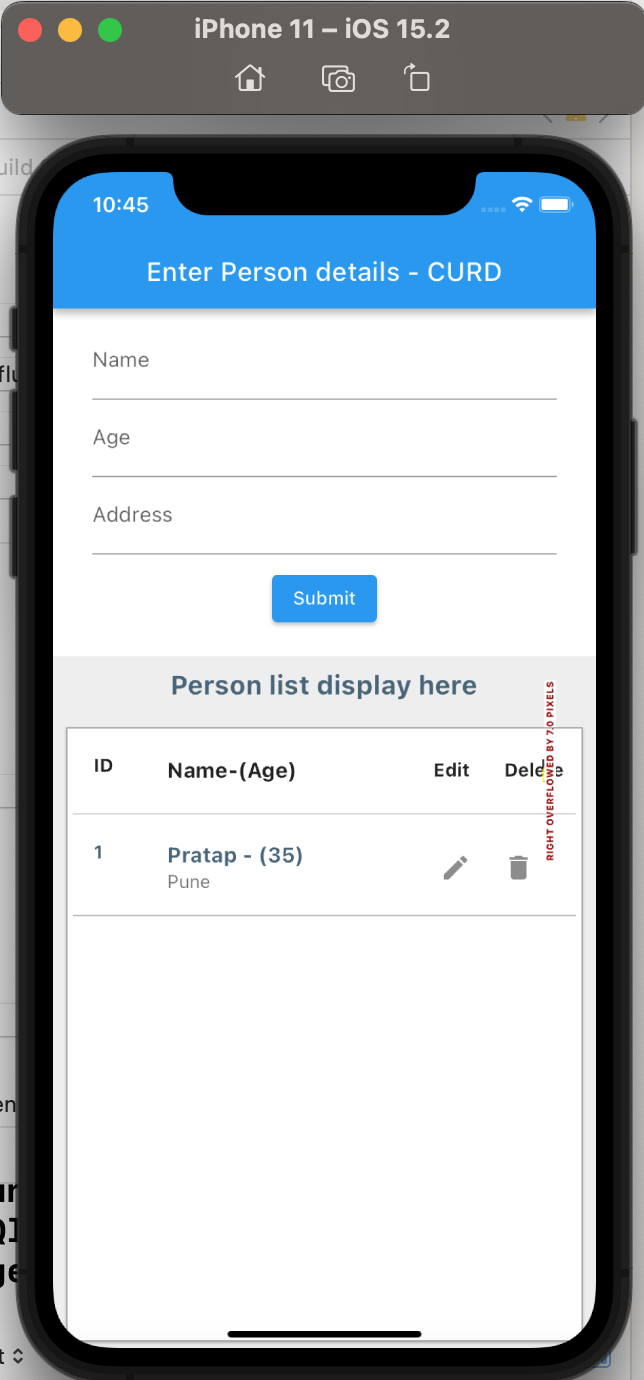 iPhone 11 – iOS 15.2
uild
10:45
Enter Person details - CURD
Name
Age
Address
Submit
Person list display here
ID Name-(Age) Edit Delete
RIGHT OVERFLOWED BY 7.0 PIXELS
1 Pratap - (35)
Pune